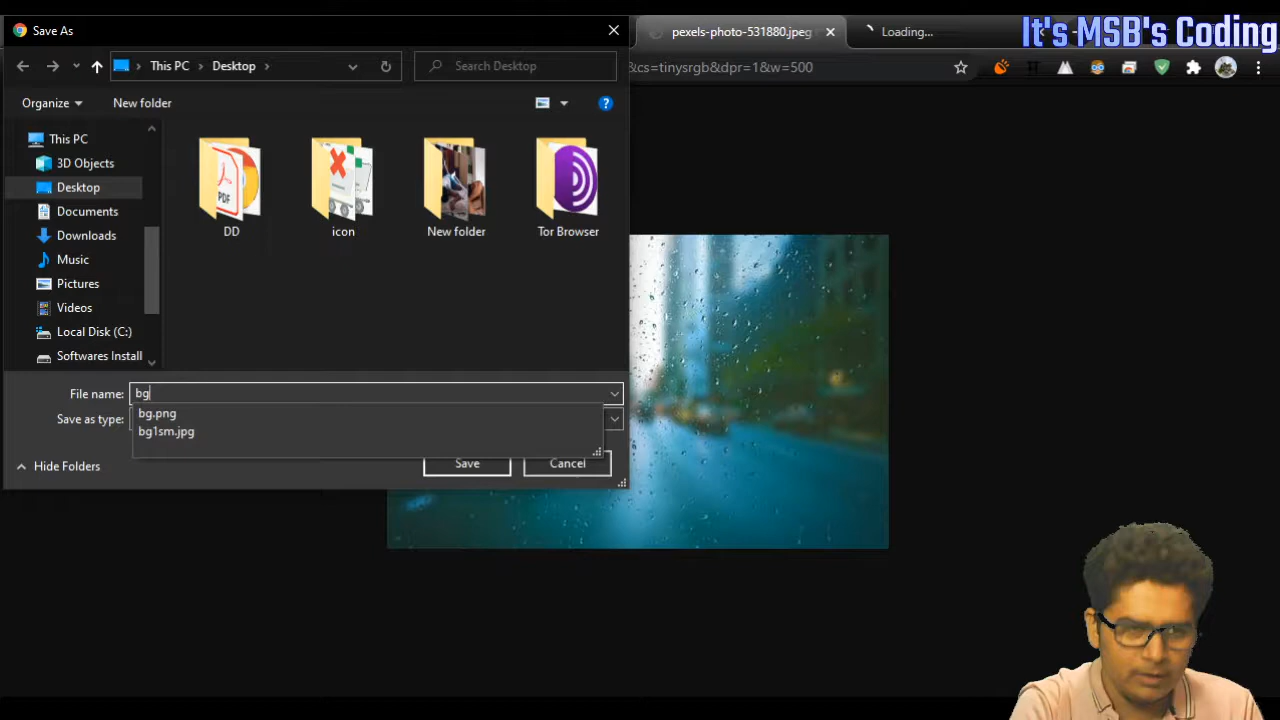 Save As
pexels-photo-531880.jpeg
Loading...
It's MSB's Coding
This PC
Desktop
Search Desktop
&cs=tinysrgb&dpr=1&w=500
Organize
New folder
?
This PC
3D Objects
Desktop
Documents
Downloads
Music
Pictures
Videos
Local Disk (C:)
Softwares Install
PDF
DD
icon
New folder
Tor Browser
File name:
bg
bg.png
Save as type:
bg1sm.jpg
Hide Folders
Save
Cancel